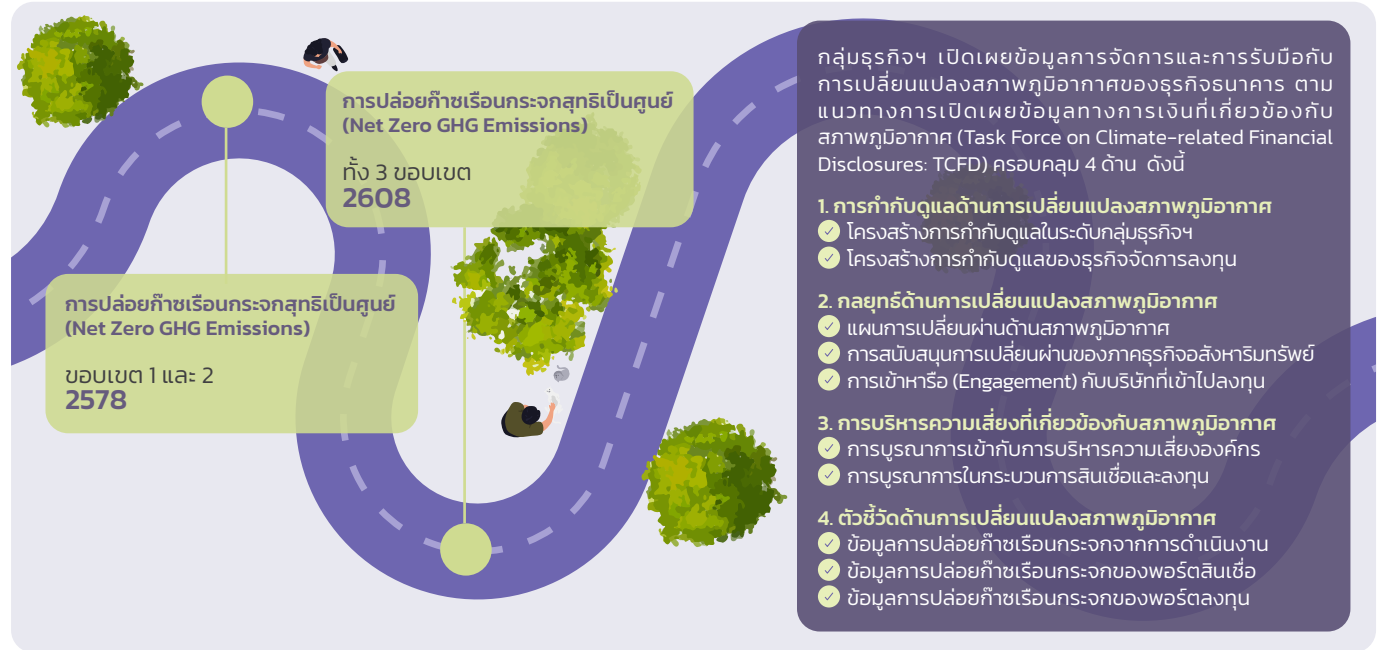 การปล่อยก๊าซเรือนกระจกสุทธิเป็นศูนย์
(Net Zero GHG Emissions)
ทั้ง 3 ขอบเขต
2608
การปล่อยก๊าซเรือนกระจกสุทธิเป็นศูนย์
(Net Zero GHG Emissions)
ขอบเขต 1 และ 2
2578
กลุ่มธุรกิจฯ เปิดเผยข้อมูลการจัดการและการรับมือกับ
การเปลี่ยนแปลงสภาพภูมิอากาศของธุรกิจธนาคาร ตาม
แนวทางการเปิดเผยข้อมูลทางการเงินที่เกี่ยวข้องกับ
สภาพภูมิอากาศ (Task Force on Climate-related Financial
Disclosures: TCFD) ครอบคลุม 4 ด้าน ดังนี้
1. การกำกับดูแลด้านการเปลี่ยนแปลงสภาพภูมิอากาศ
โครงสร้างการกำกับดูแลในระดับกลุ่มธุรกิจฯ
โครงสร้างการกำกับดูแลของธุรกิจจัดการลงทุน
2. กลยุทธ์ด้านการเปลี่ยนแปลงสภาพภูมิอากาศ
แผนการเปลี่ยนผ่านด้านสภาพภูมิอากาศ
การสนับสนุนการเปลี่ยนผ่านของภาคธุรกิจอสังหาริมทรัพย์
การเข้าหารือ (Engagement) กับบริษัทที่เข้าไปลงทุน
3. การบริหารความเสี่ยงที่เกี่ยวข้องกับสภาพภูมิอากาศ
การบูรณาการเข้ากับการบริหารความเสี่ยงองค์กร
การบูรณาการในกระบวนการสินเชื่อและลงทุน
4. ตัวชี้วัดด้านการเปลี่ยนแปลงสภาพภูมิอากาศ
ข้อมูลการปล่อยก๊าซเรือนกระจกจากการดำเนินงาน
ข้อมูลการปล่อยก๊าซเรือนกระจกของพอร์ตสินเชื่อ
ข้อมูลการปล่อยก๊าซเรือนกระจกของพอร์ตลงทุน